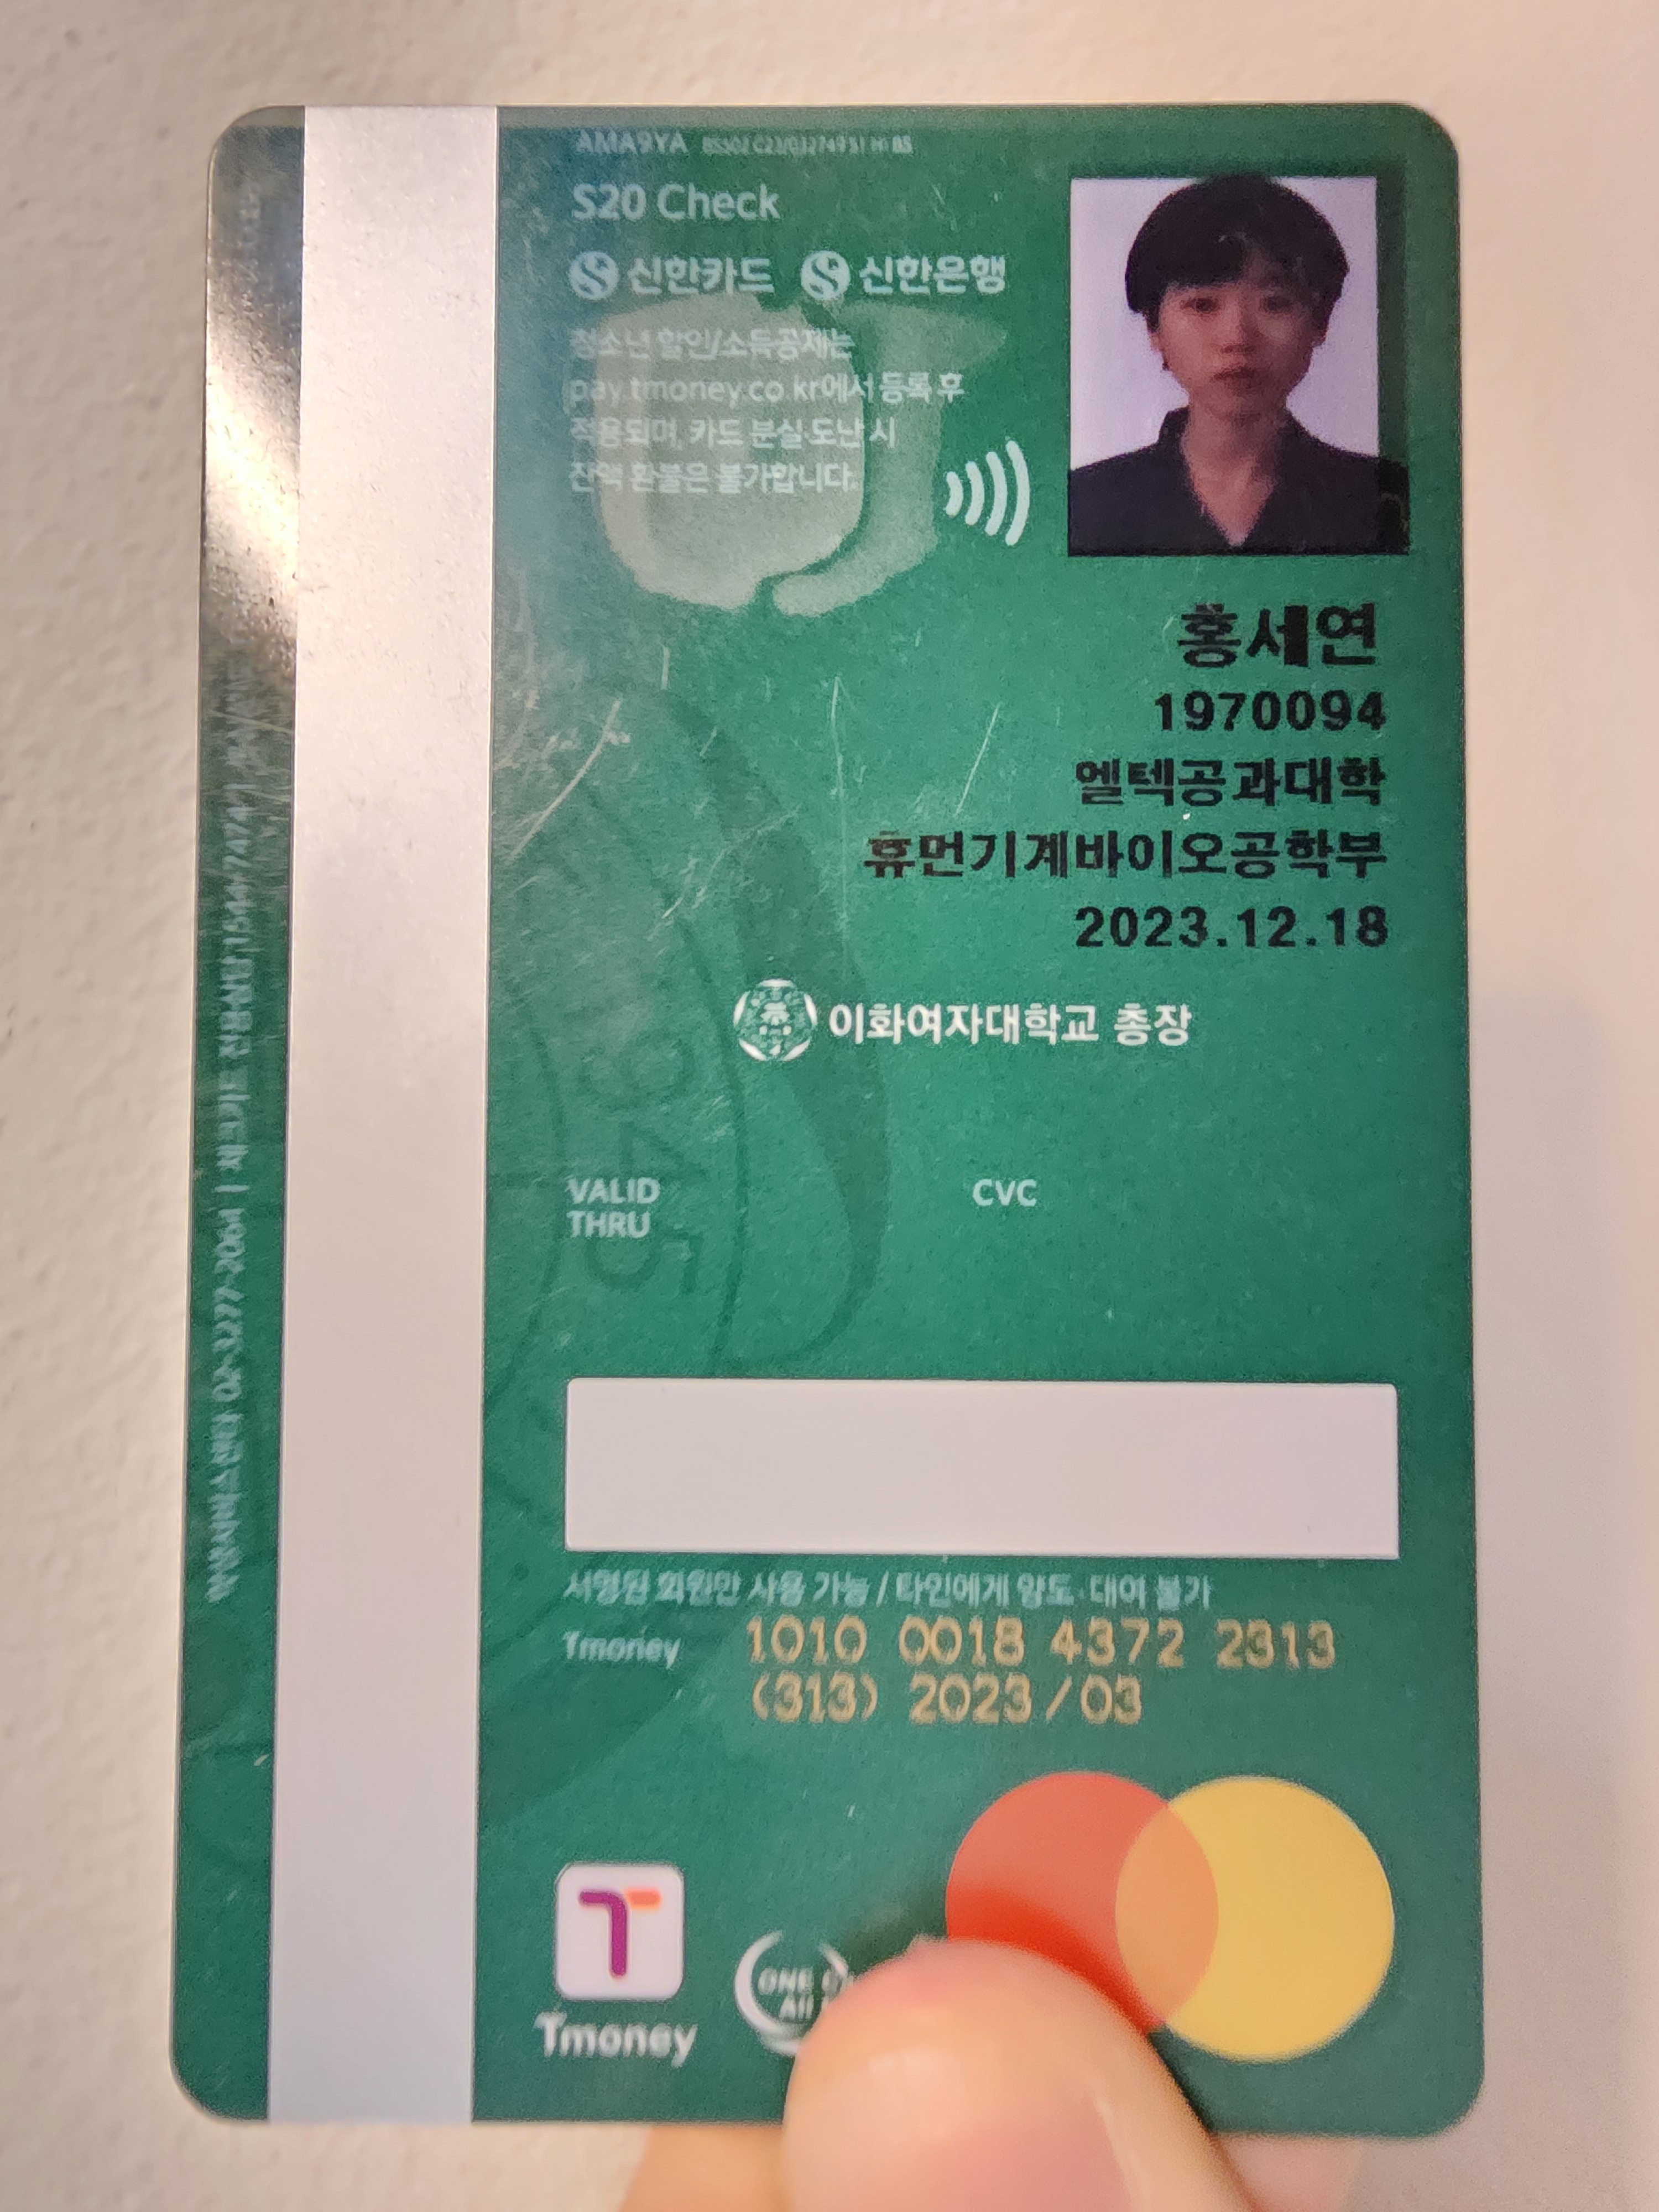 AMA9YA
S20 Check
신한카드 신한은행
청소년 할인/소득공제는
pay.tmoney.co.kr에서 등록 후
적용되며, 카드 분실·도난 시
잔액 환불은 불가합니다.
홍세연
1970094
엘텍공과대학
휴먼기계바이오공학부
2023.12.18
이화여자대학교 총장
VALID
THRU
CVC
서명된 회원만 사용 가능 / 타인에게 양도·대여 불가
Tmoney 1010 0018 4372 2313
(313) 2023/03
Tmoney
ONE
All